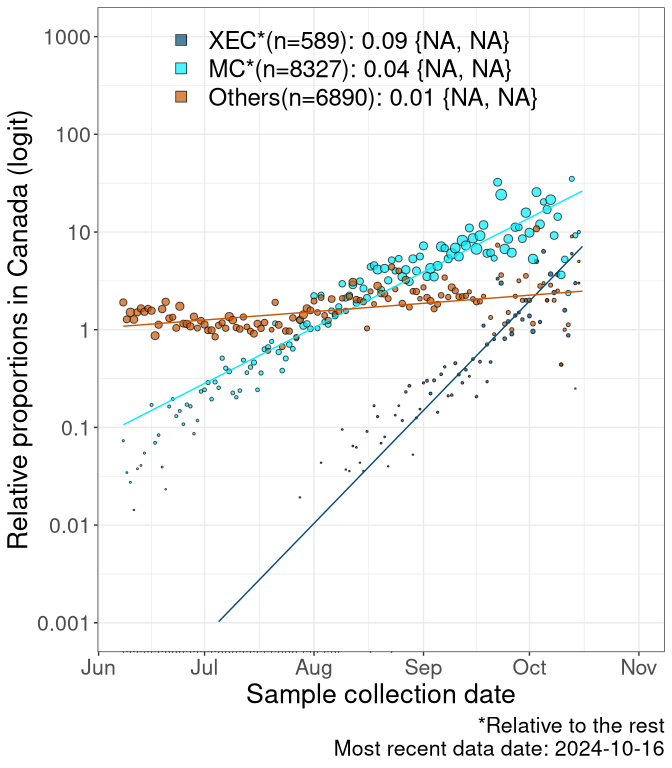 XEC*(n=589): 0.09 {NA, NA}
MC*(n=8327): 0.04 {NA, NA}
Others(n=6890): 0.01 {NA, NA}
Relative proportions in Canada (logit)
1000
100
10
1
0.1
0.01
0.001
Jun Jul Aug Sep Oct Nov
Sample collection date
*Relative to the rest
Most recent data date: 2024-10-16